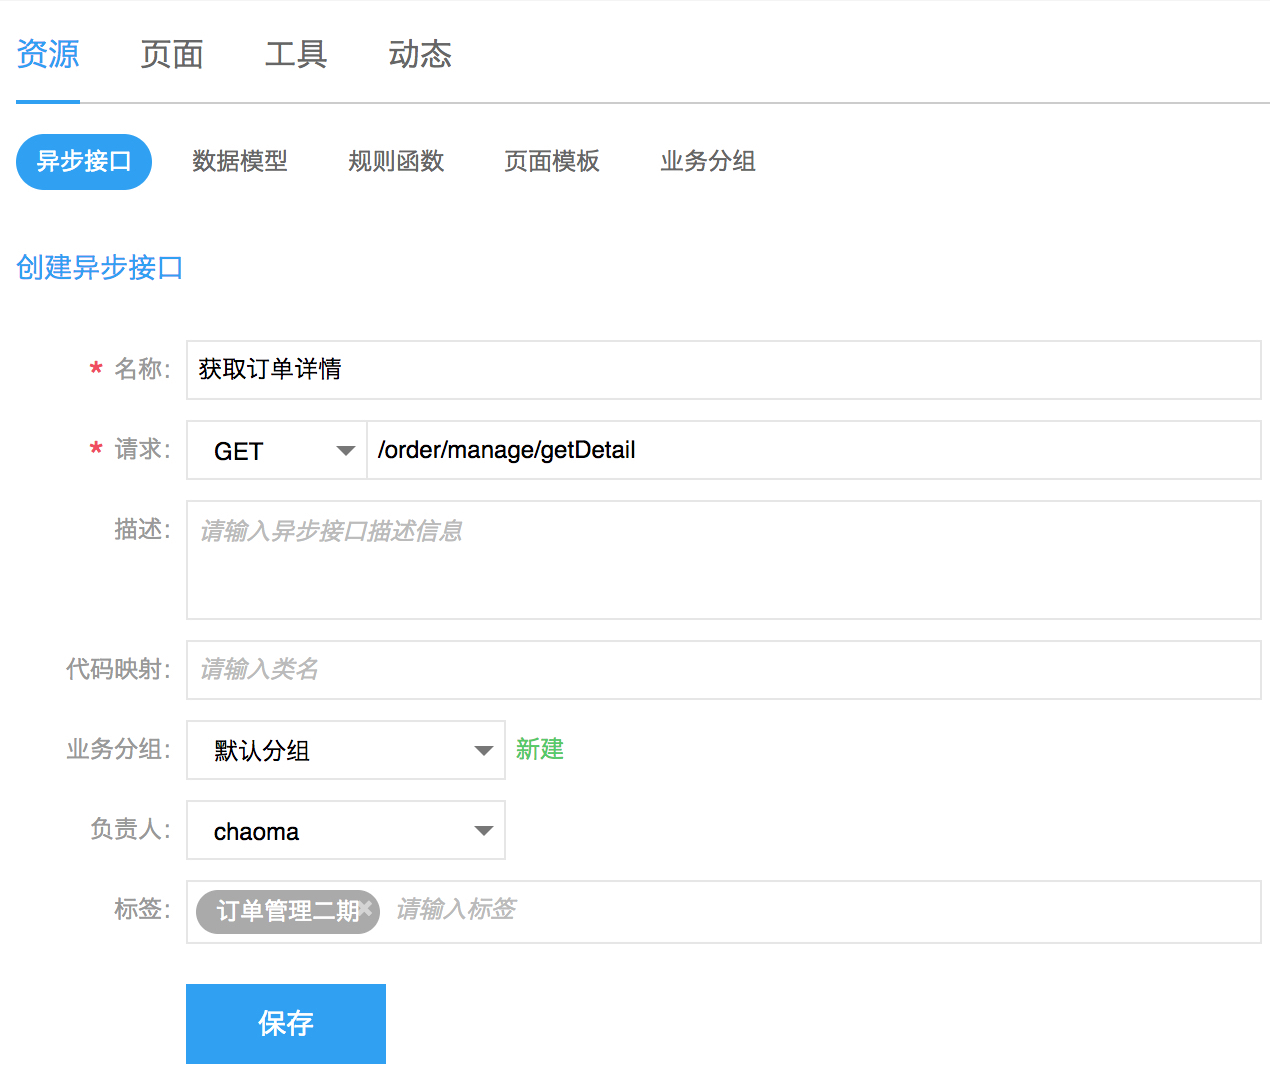 资源 页面 工具 动态
异步接口 数据模型 规则函数 页面模板 业务分组
创建异步接口
* 名称: 获取订单详情
* 请求: GET /order/manage/getDetail
描述: 请输入异步接口描述信息
代码映射: 请输入类名
业务分组: 默认分组 新建
负责人: chaoma
标签: 订单管理二期 × 请输入标签
保存